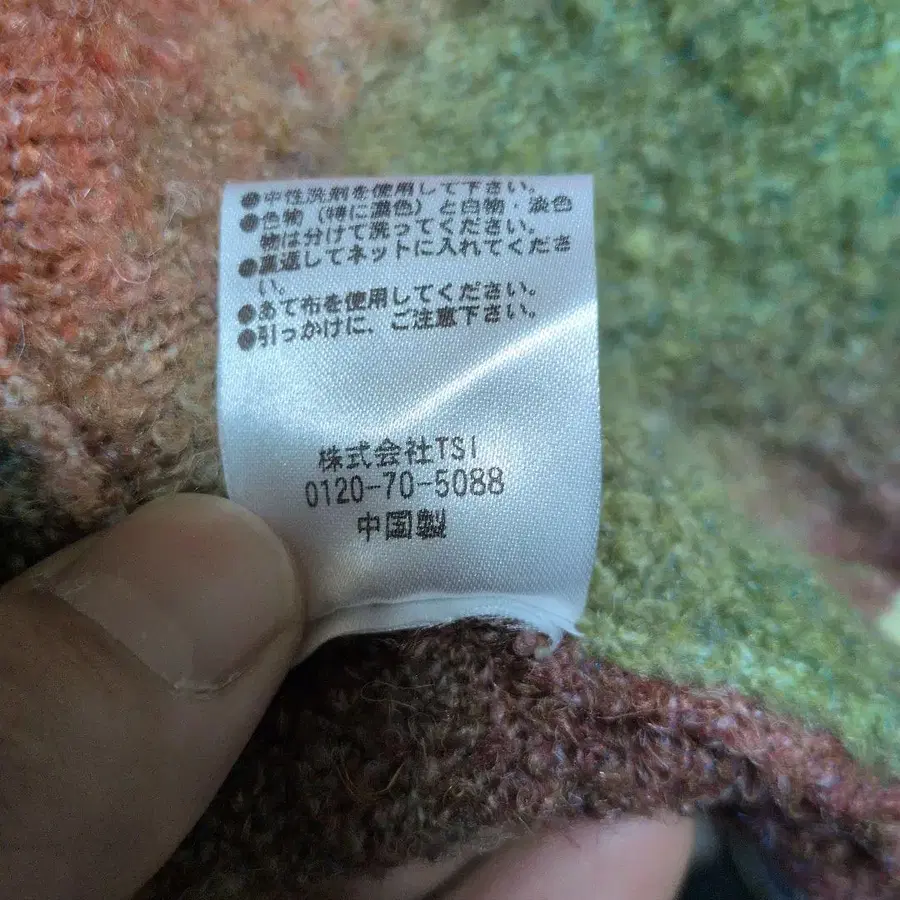 ●中性洗剤を使用して下さい。
●色物（特に濃色）と白物・淡色
物は分けて洗ってください。
●裏返してネットに入れてくださ
い。
●あて布を使用してください。
●引っかけに、ご注意下さい。
株式会社TSI
0120-70-5088
中国製